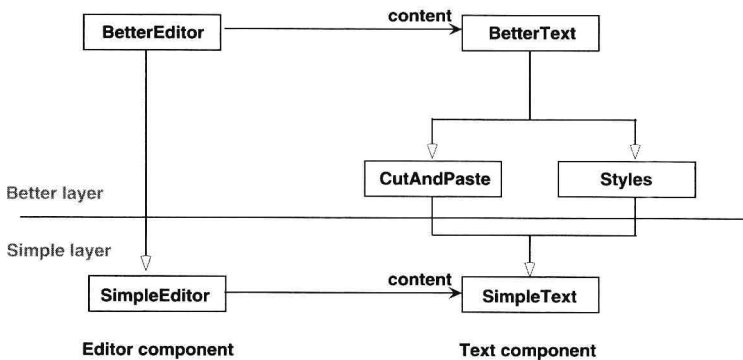 content
BetterEditor
BetterText
CutAndPaste
Styles
Better layer
Simple layer
content
SimpleEditor
SimpleText
Editor component
Text component